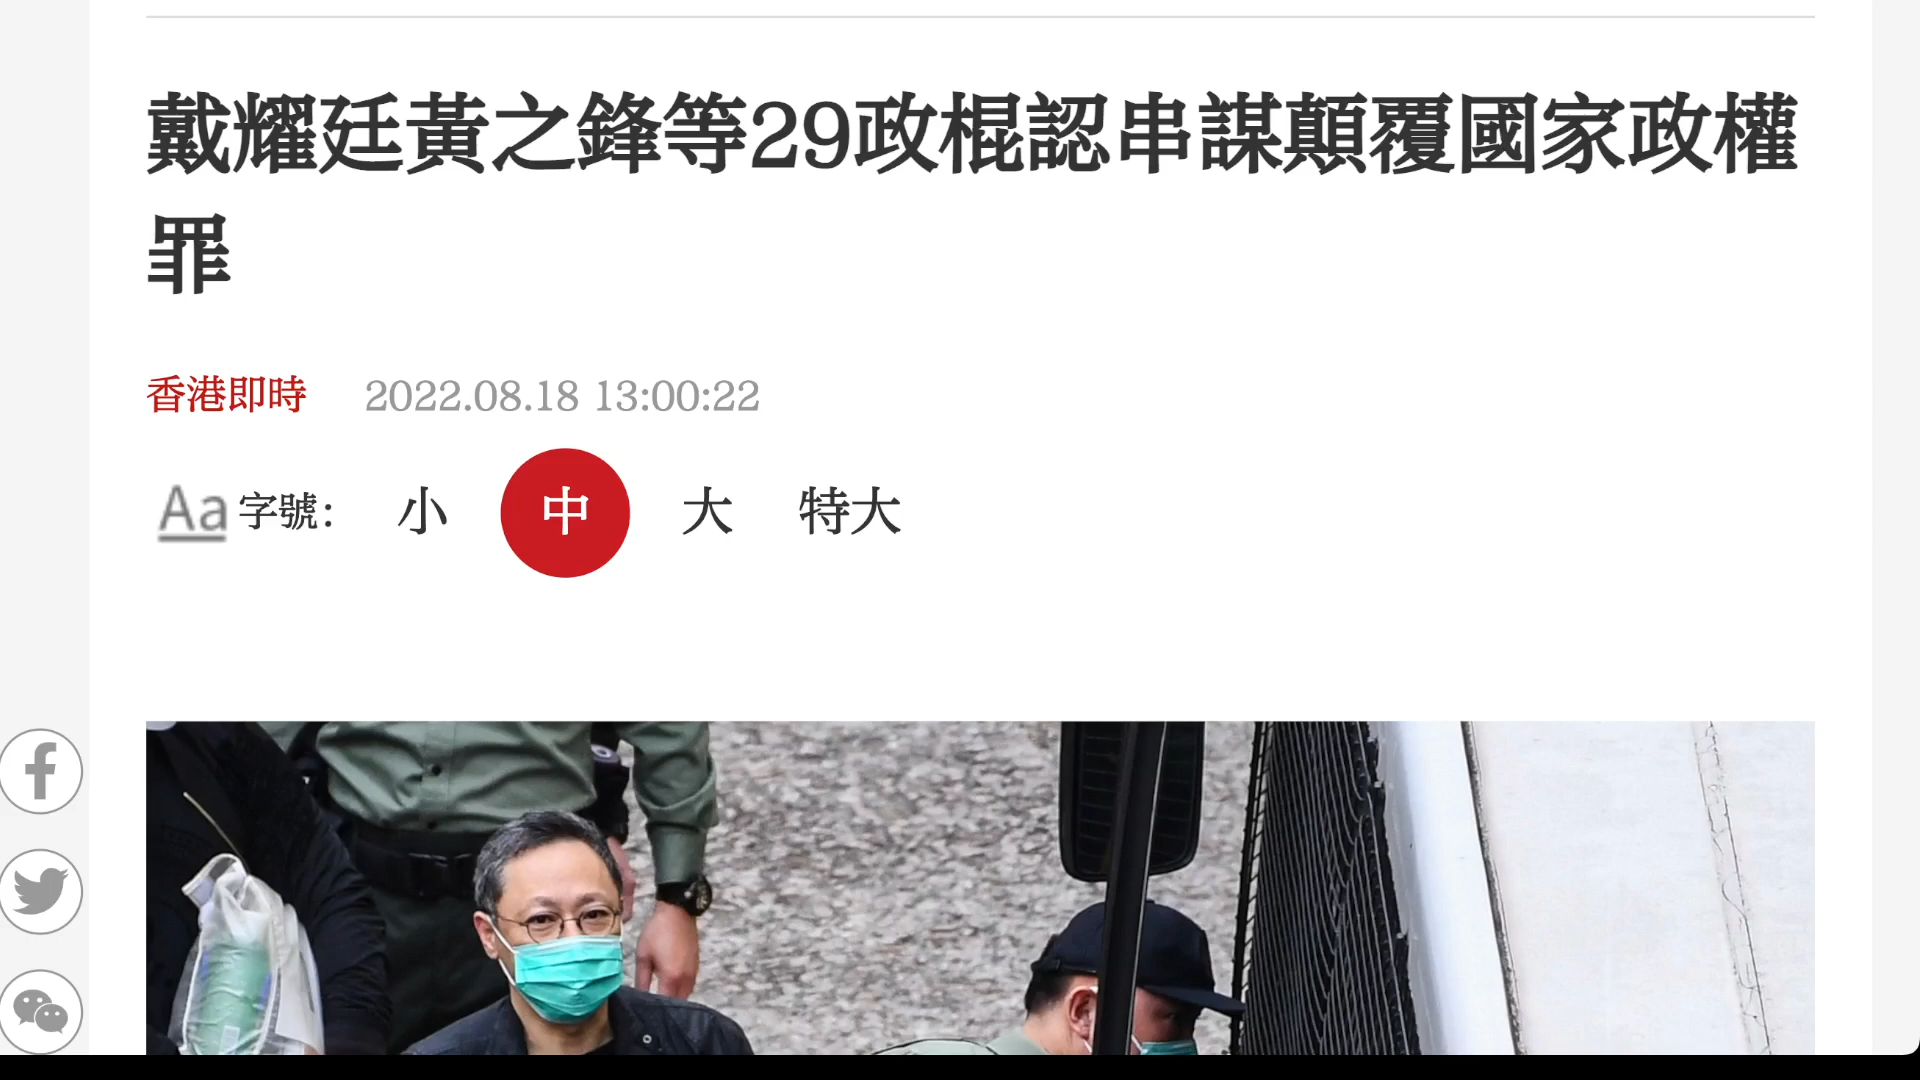 戴耀廷黃之鋒等29政棍認串謀顛覆國家政權
罪
香港即時 2022.08.18 13:00:22
Aa 字號： 小 中 大 特大